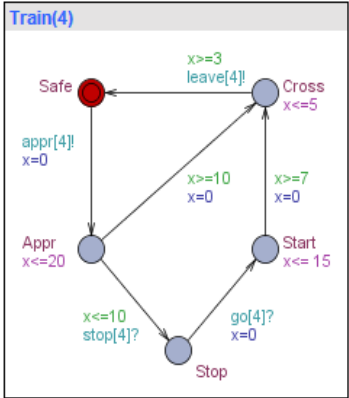 Train(4)
x>=3
leave[4]!
Safe
Cross
x<=5
appr[4]!
x=0
x>=10
x=0
x>=7
x=0
Appr
x<=20
Start
x<= 15
x<=10
stop[4]?
go[4]?
x=0
Stop